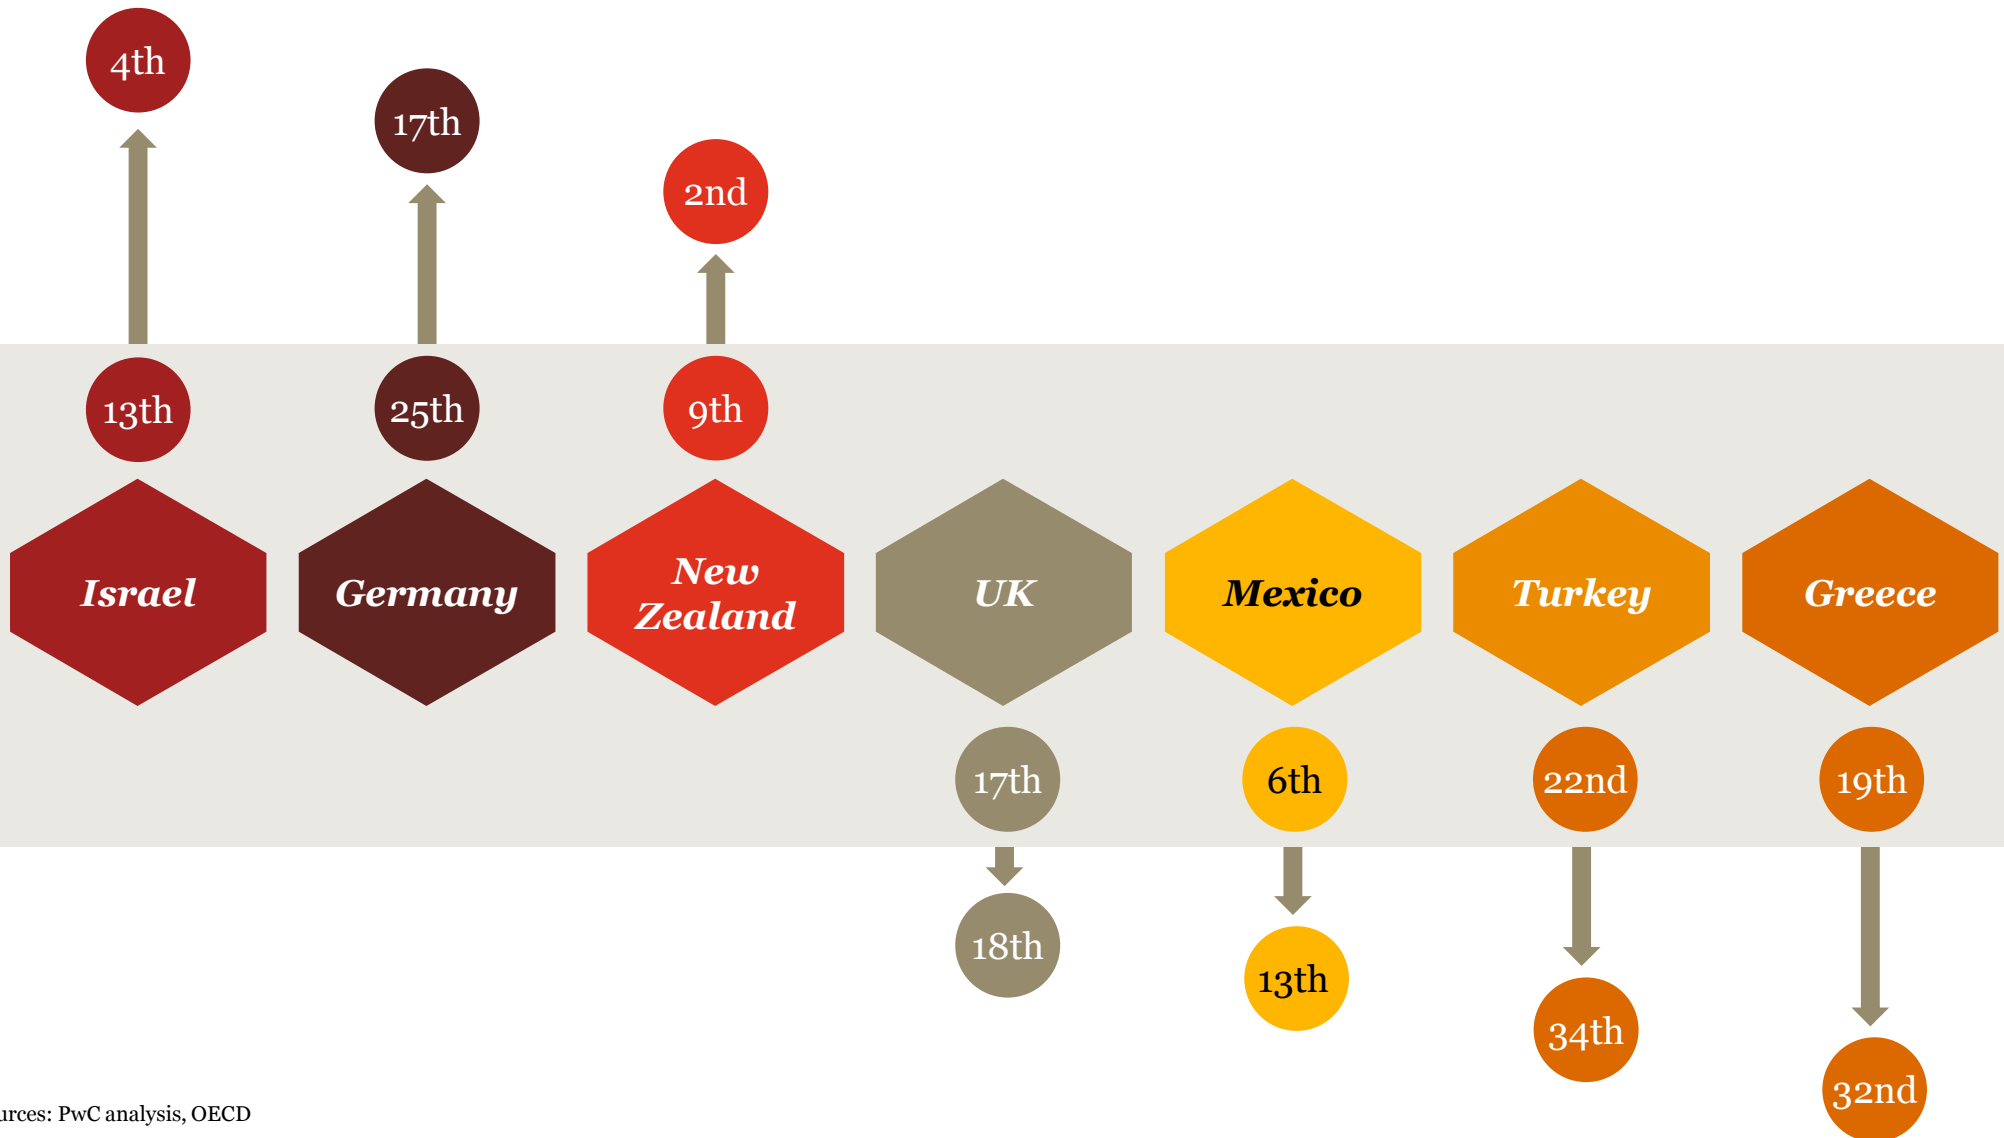 4th
17th
2nd
13th
25th
9th
Israel
Germany
New
Zealand
UK
Mexico
Turkey
Greece
17th
6th
22nd
19th
18th
13th
34th
32nd
urces: PwC analysis, OECD